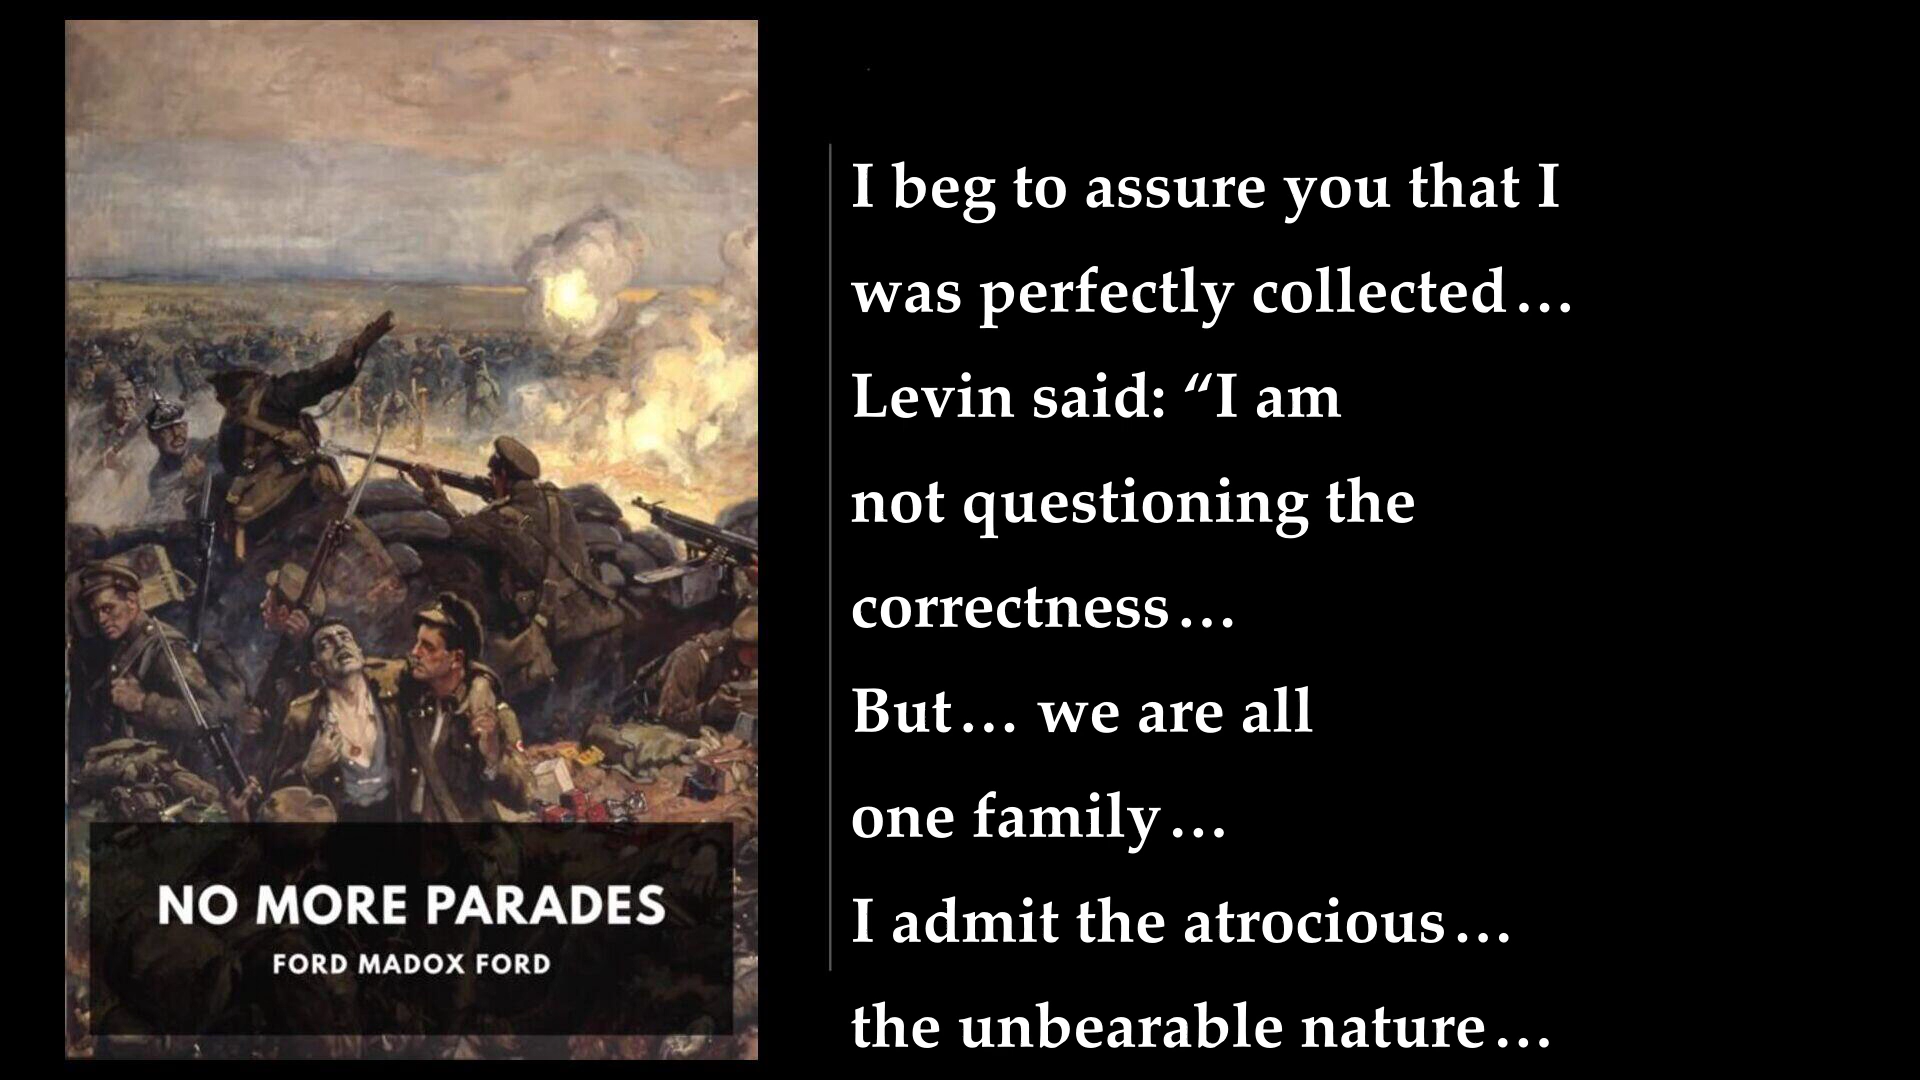 NO MORE PARADES
FORD MADOX FORD
I beg to assure you that I
was perfectly collected…
Levin said: “I am
not questioning the
correctness…
But… we are all
one family…
I admit the atrocious…
the unbearable nature…